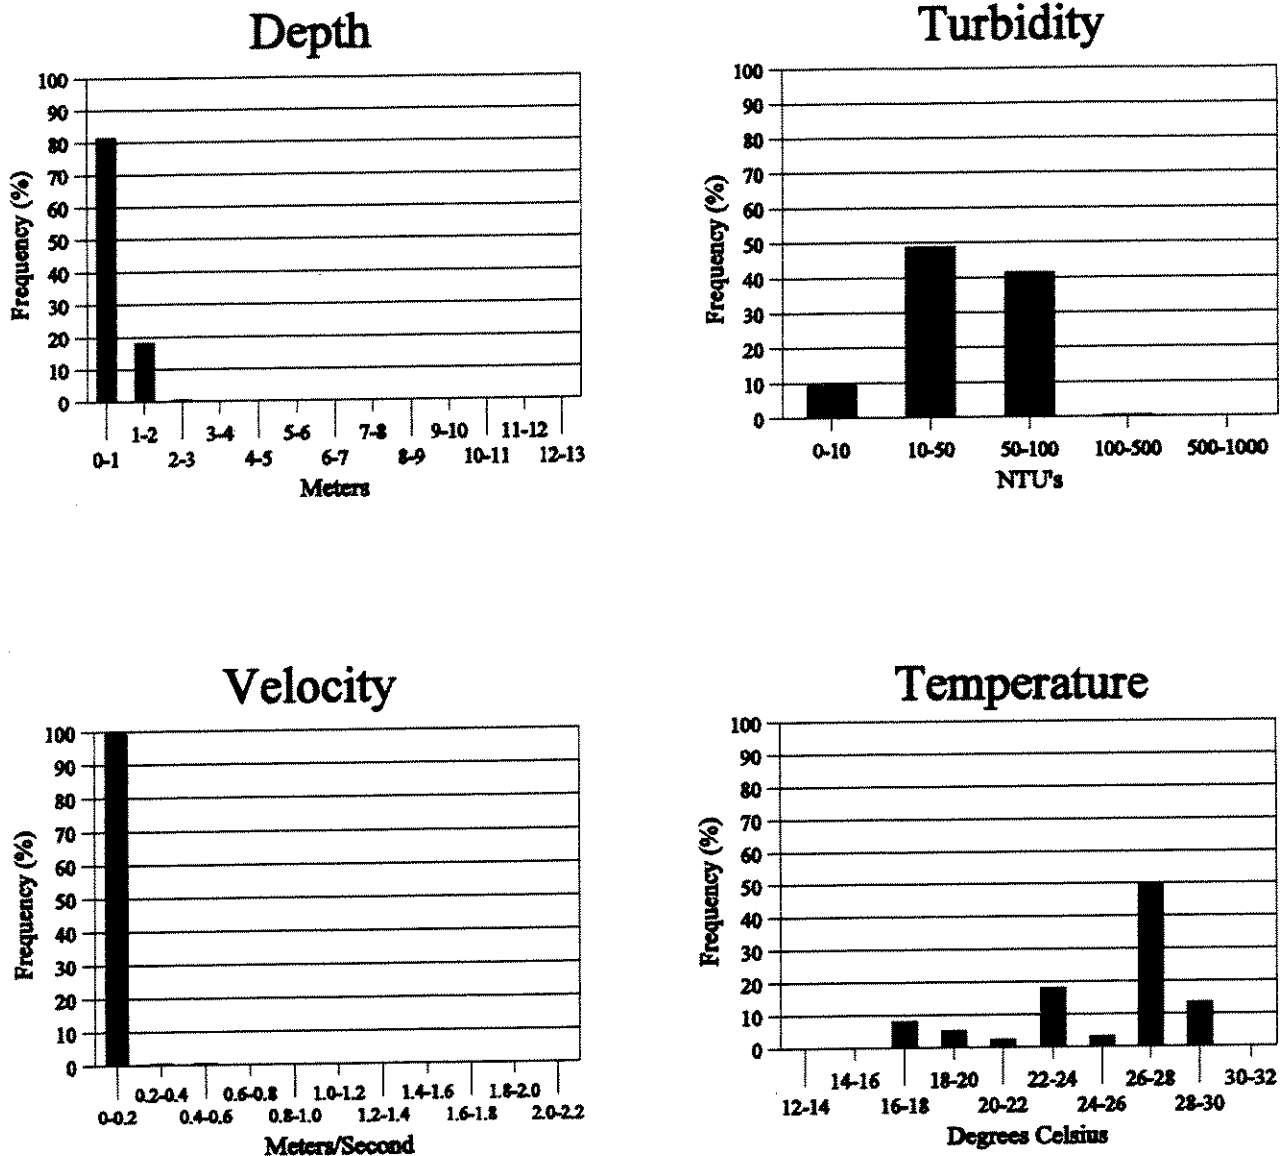 Depth
100
90
80
70
60
50
40
30
20
10
0
Frequency (%)
1-2 3-4 5-6 7-8 9-10 11-12
0-1 2-3 4-5 6-7 8-9 10-11 12-13
Meters
Turbidity
100
90
80
70
60
50
40
30
20
10
0
Frequency (%)
0-10 10-50 50-100 100-500 500-1000
NTU's
Velocity
100
90
80
70
60
50
40
30
20
10
0
Frequency (%)
0.2-0.4 0.6-0.8 1.0-1.2 1.4-1.6 1.8-2.0
0-0.2 0.4-0.6 0.8-1.0 1.2-1.4 1.6-1.8 2.0-2.2
Meters/Second
Temperature
100
90
80
70
60
50
40
30
20
10
0
Frequency (%)
14-16 18-20 22-24 26-28 30-32
12-14 16-18 20-22 24-26 28-30
Degrees Celsius